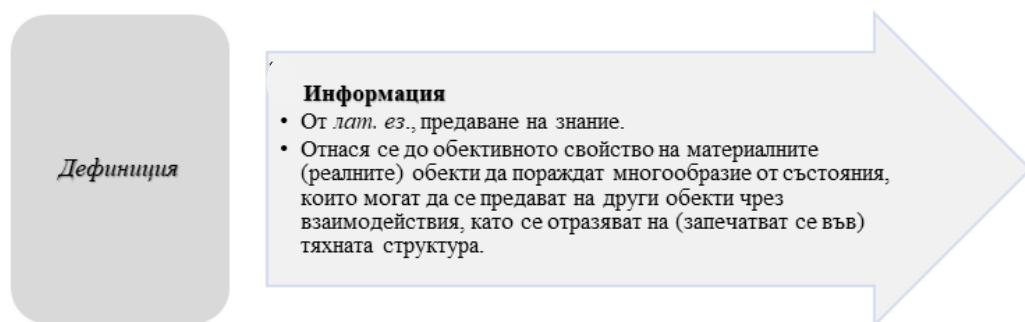 Дефиниция
Информация
• От лат. ез., предаване на знание.
• Отнася се до обективното свойство на материалните
(реалните) обекти да пораждат многообразие от състояния,
които могат да се предават на други обекти чрез
взаимодействия, като се отразяват на (запечатват се във)
тяхната структура.